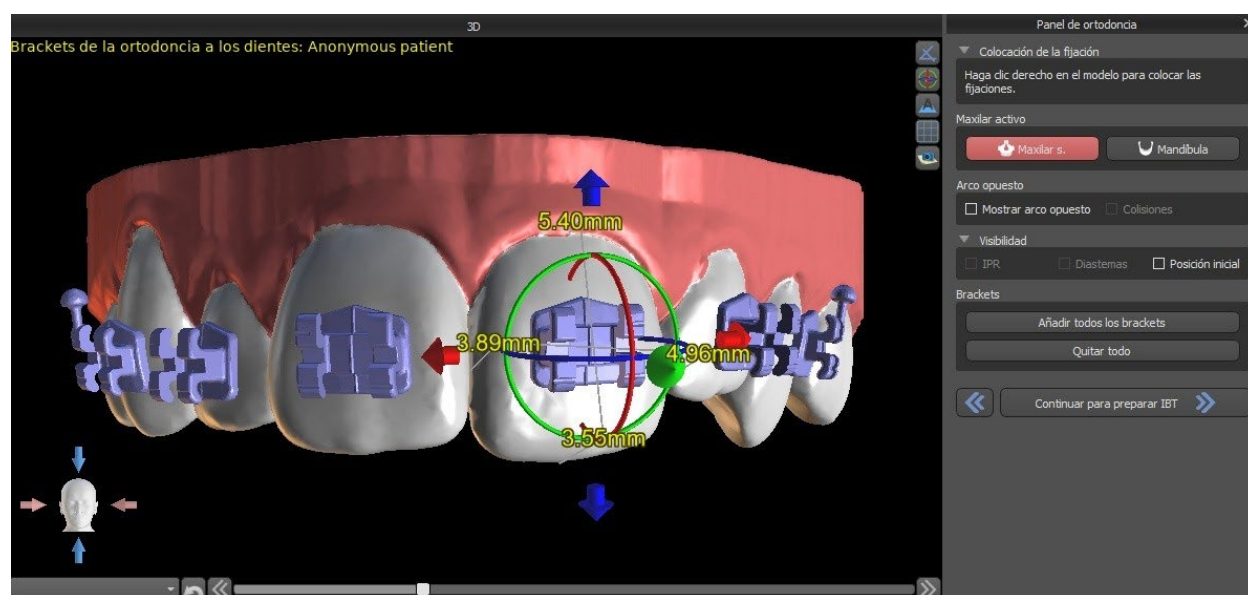 3D
Brackets de la ortodoncia a los dientes: Anonymous patient
5.40mm
3.89mm
4.96mm
3.55mm
Panel de ortodoncia
Colocación de la fijación
Haga clic derecho en el modelo para colocar las
fijaciones.
Maxilar activo
Maxilar s. Mandíbula
Arco opuesto
Mostrar arco opuesto Colisiones
Visibilidad
IPR Diastemas Posición inicial
Brackets
Añadir todos los brackets
Quitar todo
Continuar para preparar IBT